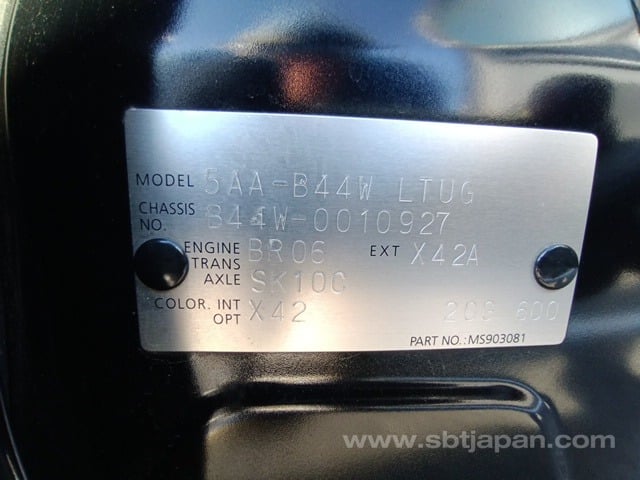 MODEL 5AA-B44W LTUG
CHASSIS NO. B44W-0010927
ENGINE BR06 EXT X42A
TRANS AXLE SK10C
COLOR. INT OPT X42 20G 600
PART NO.:MS903081
www.sbtjapan.com